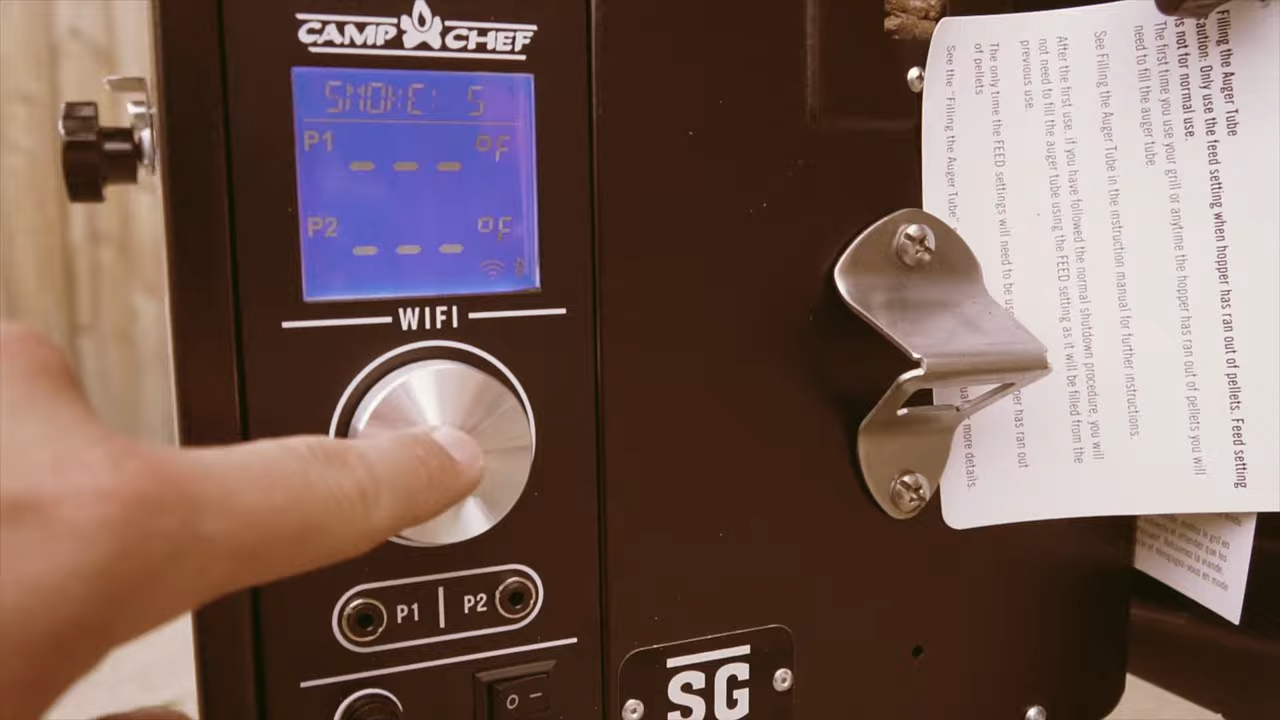 CAMP CHEF
SMOKE: 5
P1 --- °F
P2 --- °F
WIFI
P1 | P2
O –
SG
Filling the Auger Tube
aution: Only use the feed setting when hopper has ran out of pellets. Feed setting
is not for normal use.
The first time you use your grill or anytime the hopper has ran out of pellets you will
need to fill the auger tube
See Filling the Auger Tube in the instruction manual for further instructions.
After the first use, if you have followed the normal shutdown procedure, you will
not need to fill the auger tube using the FEED setting as it will be filled from the
previous use.
The only time the FEED settings will need to be use per has ran out
of pellets
See the "Filling the Auger Tube" more details.